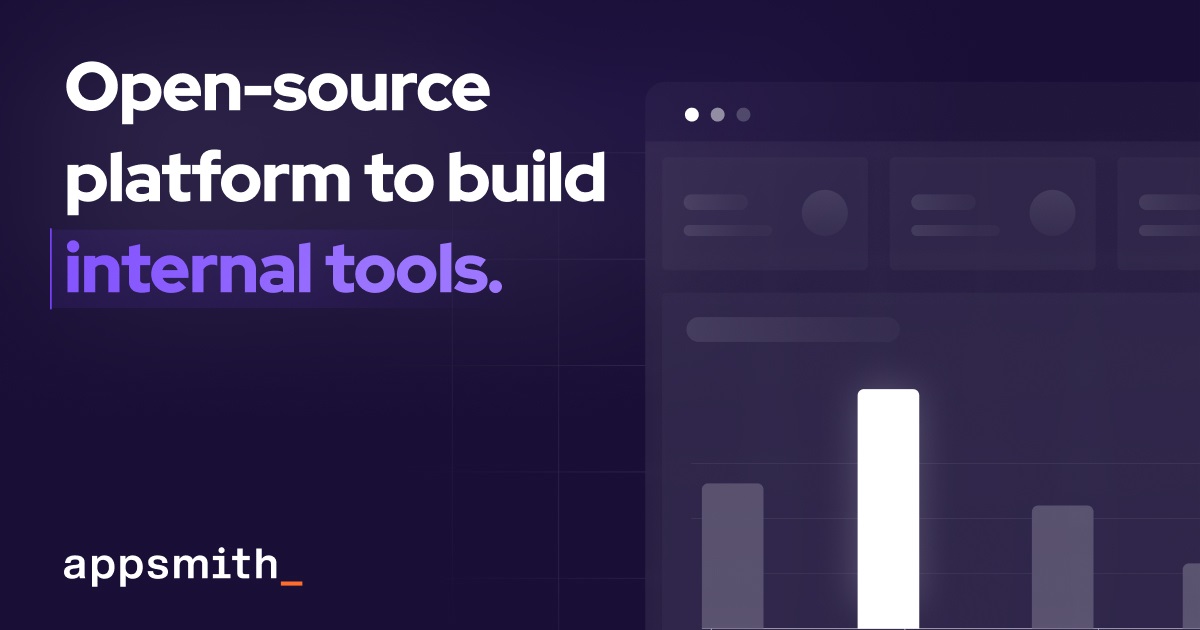 Open-source
platform to build
internal tools.
appsmith_